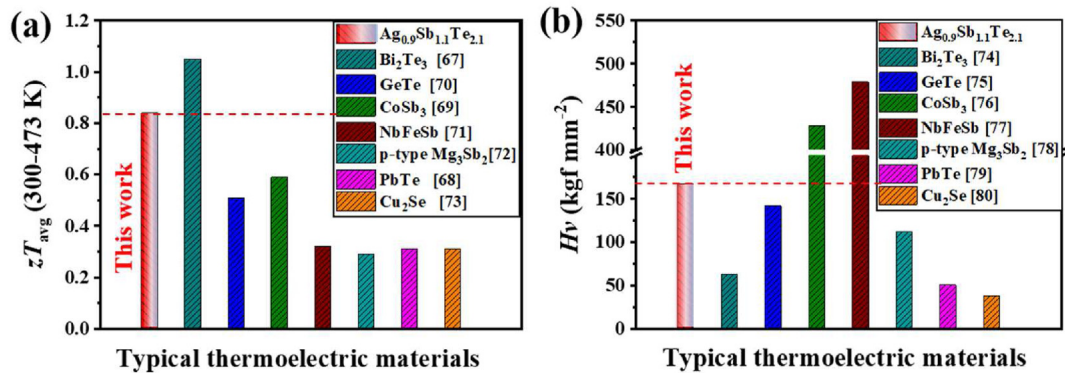 (a)
1.2
1.0
0.8
0.6
0.4
0.2
0.0
zTavg (300-473 K)
This work
Ag0.9Sb1.1Te2.1
Bi2Te3 [67]
GeTe [70]
CoSb3 [69]
NbFeSb [71]
p-type Mg3Sb2[72]
PbTe [68]
Cu2Se [73]
Typical thermoelectric materials
(b)
550
500
450
400
150
100
50
0
Hv (kgf mm-2)
This work
Ag0.9Sb1.1Te2.1
Bi2Te3 [74]
GeTe [75]
CoSb3 [76]
NbFeSb [77]
p-type Mg3Sb2 [78]
PbTe [79]
Cu2Se [80]
Typical thermoelectric materials